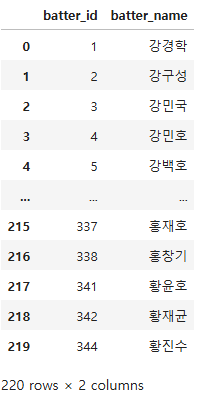 batter_id batter_name
0 1 강경학
1 2 강구성
2 3 강민국
3 4 강민호
4 5 강백호
... ... ...
215 337 홍재호
216 338 홍창기
217 341 황윤호
218 342 황재균
219 344 황진수
220 rows × 2 columns